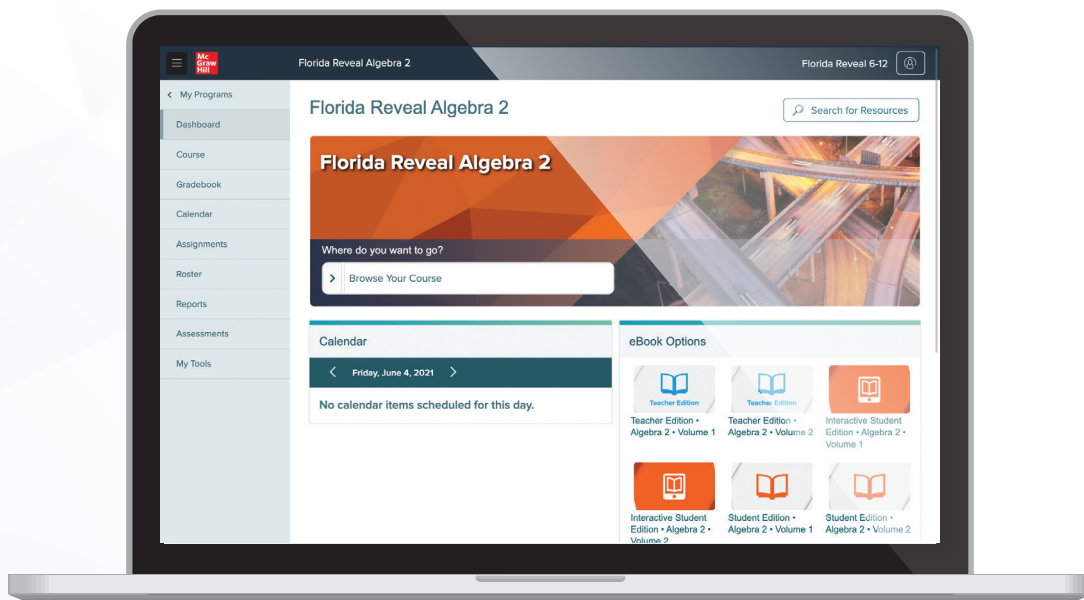 Mc
Graw
Hill
Florida Reveal Algebra 2
Florida Reveal 6-12
My Programs
Dashboard
Course
Gradebook
Calendar
Assignments
Roster
Reports
Assessments
My Tools
Florida Reveal Algebra 2
Search for Resources
Florida Reveal Algebra 2
Where do you want to go?
Browse Your Course
Calendar
Friday, June 4, 2021
No calendar items scheduled for this day.
eBook Options
Teacher Edition
Teacher Edition •
Algebra 2 • Volume 1
Teacher Edition
Teacher Edition •
Algebra 2 • Volume 2
Interactive Student
Edition • Algebra 2 •
Volume 1
Interactive Student
Edition • Algebra 2 •
Volume 2
Student Edition •
Algebra 2 • Volume 1
Student Edition •
Algebra 2 • Volume 2